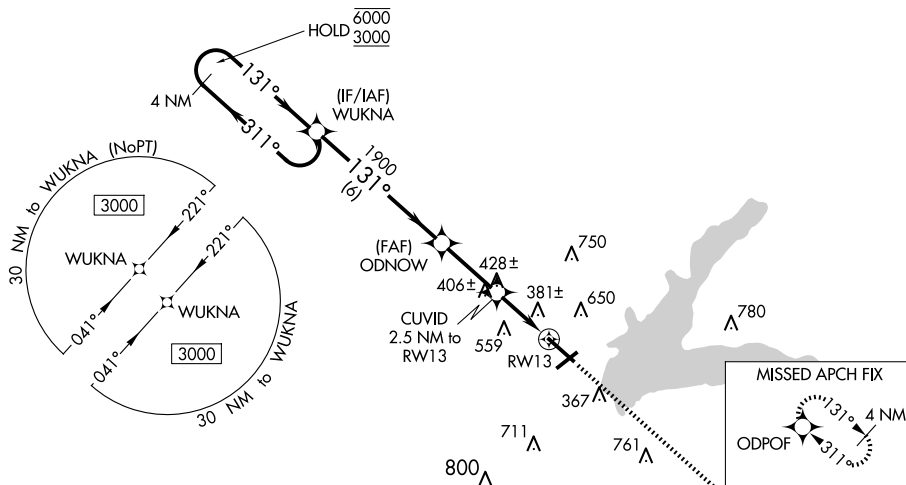 HOLD 6000
3000
131°
4 NM
311°
(IF/IAF)
WUKNA
1900
131°
(6)
30 NM to WUKNA (NoPT)
3000
221°
WUKNA
041°
221°
WUKNA
041°
3000
30 NM to WUKNA
(FAF)
ODNOW
750
428±
406±
381±
650
CUVID
2.5 NM to
RW13
559
RW13
780
367
711
761
800
MISSED APCH FIX
131°
4 NM
ODPOF
311°